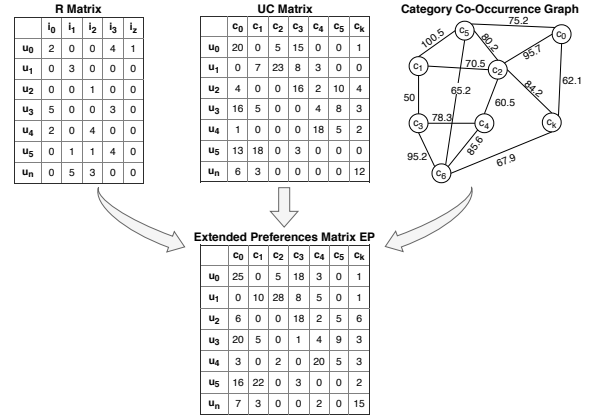 R Matrix
i0 i1 i2 i3 iz
u0 2 0 0 4 1
u1 0 3 0 0 0
u2 0 0 1 0 0
u3 5 0 0 3 0
u4 2 0 4 0 0
u5 0 1 1 4 0
un 0 5 3 0 0
UC Matrix
c0 c1 c2 c3 c4 c5 ck
u0 20 0 5 15 0 0 1
u1 0 7 23 8 3 0 0
u2 4 0 0 16 2 10 4
u3 16 5 0 0 4 8 3
u4 1 0 0 0 18 5 2
u5 13 18 0 3 0 0 0
un 6 3 0 0 0 0 12
Category Co-Occurrence Graph
75.2
c5 c0
100.5 80.2 95.7
c1 70.5 c2
65.2 84.2 62.1
50 60.5
c3 78.3 c4 ck
95.2 85.6
c6 67.9
Extended Preferences Matrix EP
c0 c1 c2 c3 c4 c5 ck
u0 25 0 5 18 3 0 1
u1 0 10 28 8 5 0 1
u2 6 0 0 18 2 5 6
u3 20 5 0 1 4 9 3
u4 3 0 2 0 20 5 3
u5 16 22 0 3 0 0 2
un 7 3 0 0 2 0 15